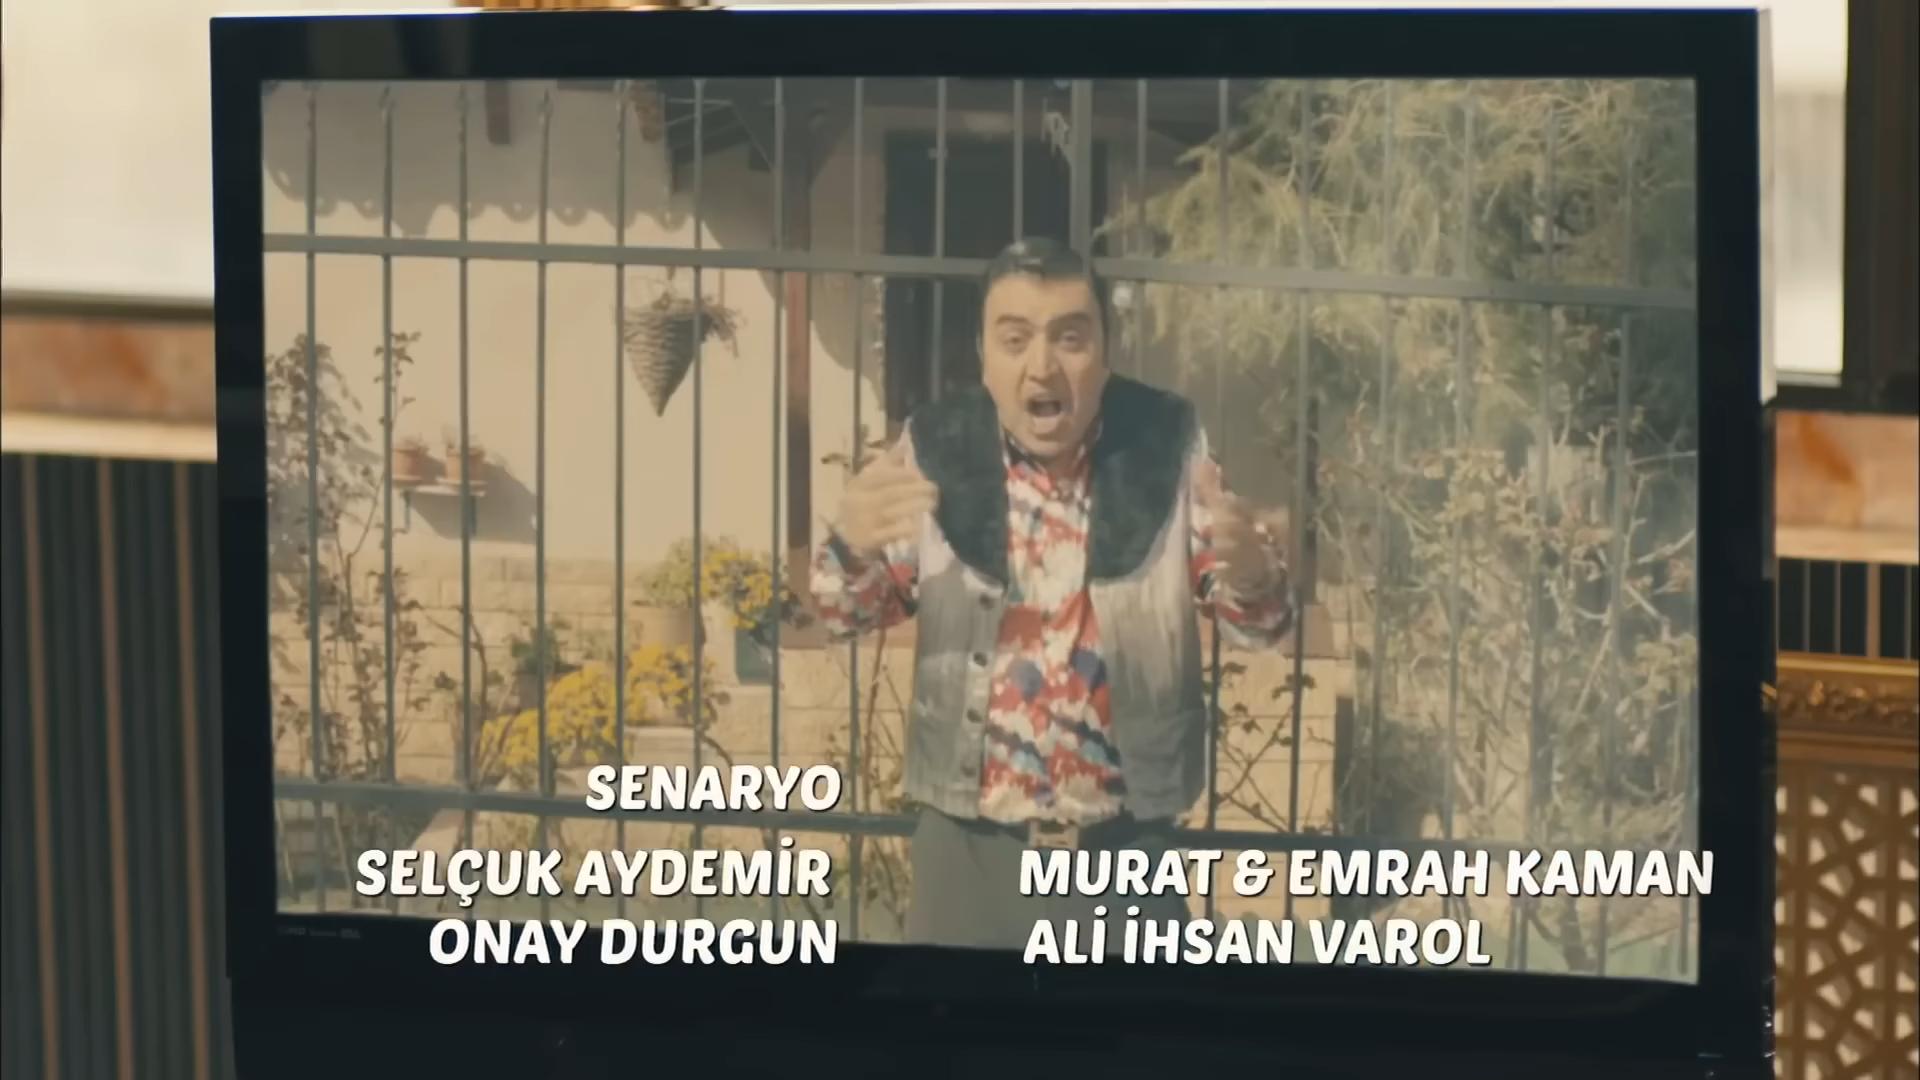 SENARYO
SELÇUK AYDEMİR
ONAY DURGUN
MURAT & EMRAH KAMAN
ALİ İHSAN VAROL